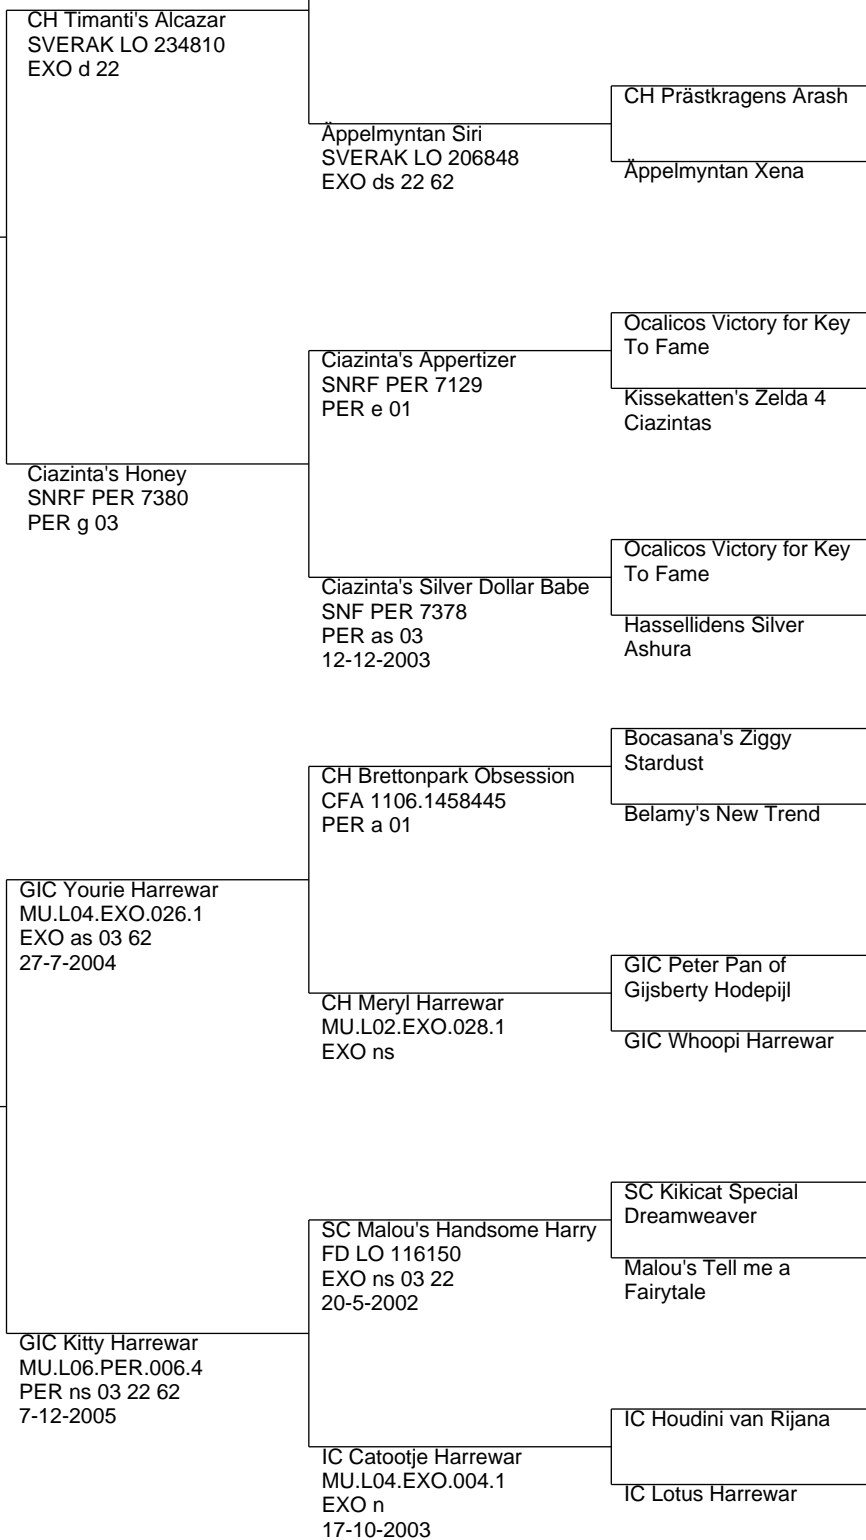 CH Timanti's Alcazar
SVERAK LO 234810
EXO d 22
CH Prästkragens Arash
Äppelmyntan Siri
SVERAK LO 206848
EXO ds 22 62
Äppelmyntan Xena
Ocalicos Victory for Key
To Fame
Ciazinta's Appertizer
SNRF PER 7129
PER e 01
Kissekatten's Zelda 4
Ciazintas
Ciazinta's Honey
SNRF PER 7380
PER g 03
Ocalicos Victory for Key
To Fame
Ciazinta's Silver Dollar Babe
SNF PER 7378
PER as 03
12-12-2003
Hassellidens Silver
Ashura
Bocasana's Ziggy
Stardust
CH Brettonpark Obsession
CFA 1106.1458445
PER a 01
Belamy's New Trend
GIC Yourie Harrewar
MU.L04.EXO.026.1
EXO as 03 62
27-7-2004
GIC Peter Pan of
Gijsberty Hodepijl
CH Meryl Harrewar
MU.L02.EXO.028.1
EXO ns
GIC Whoopi Harrewar
SC Kikicat Special
Dreamweaver
SC Malou's Handsome Harry
FD LO 116150
EXO ns 03 22
20-5-2002
Malou's Tell me a
Fairytale
GIC Kitty Harrewar
MU.L06.PER.006.4
PER ns 03 22 62
7-12-2005
IC Houdini van Rijana
IC Catootje Harrewar
MU.L04.EXO.004.1
EXO n
17-10-2003
IC Lotus Harrewar